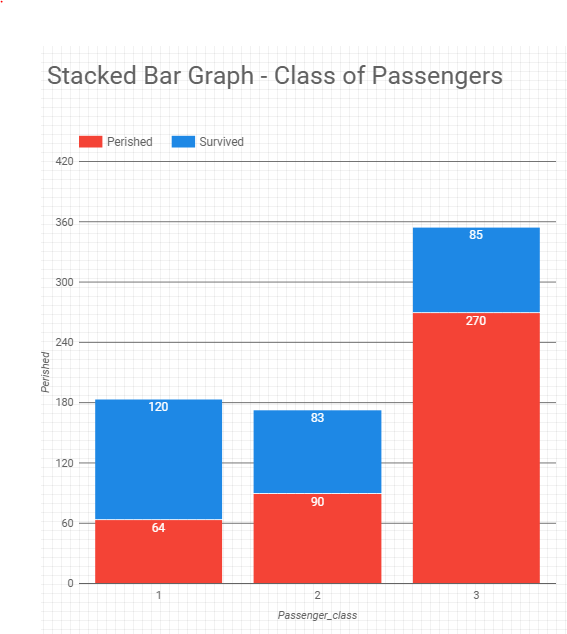 Stacked Bar Graph - Class of Passengers
Perished Survived
420
360
300
240
180
120
60
0
Perished
120
64
83
90
85
270
1 2 3
Passenger_class